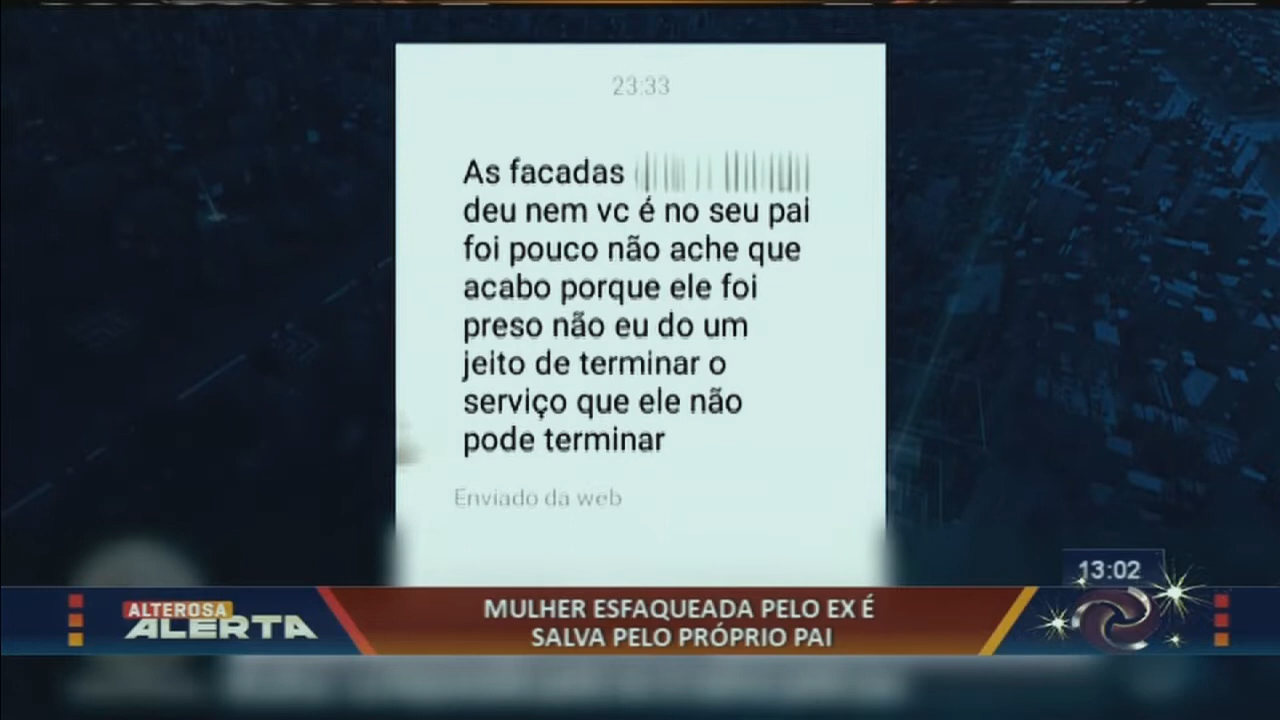 23:33
As facadas
deu nem vc é no seu pai
foi pouco não ache que
acabo porque ele foi
preso não eu do um
jeito de terminar o
serviço que ele não
pode terminar
Enviado da web
13:02
ALTEROSA
ALERTA
MULHER ESFAQUEADA PELO EX É
SALVA PELO PRÓPRIO PAI